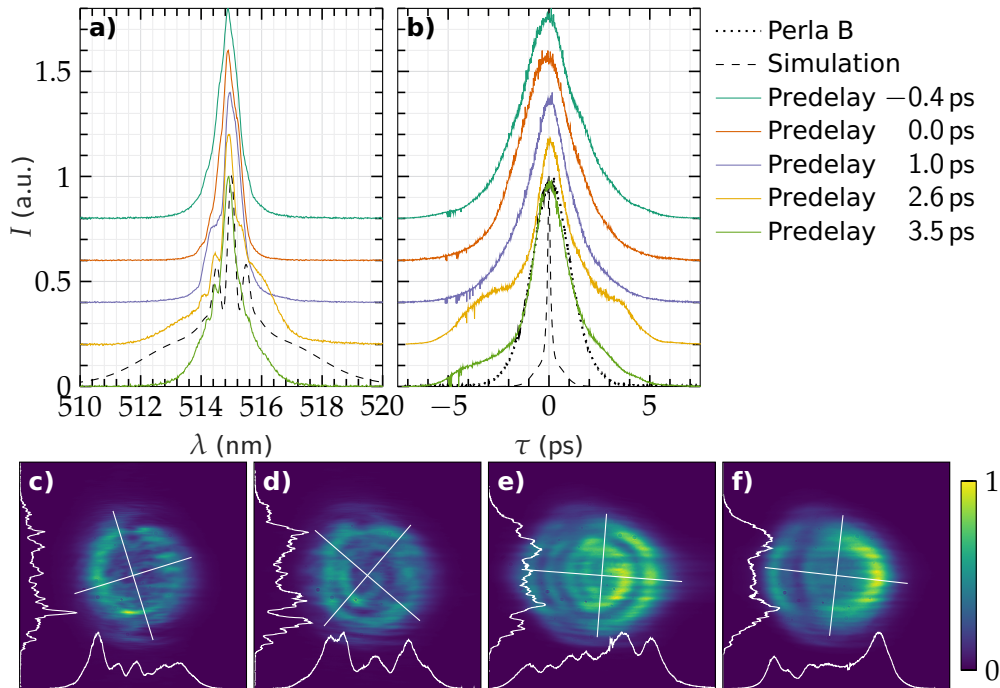 a)
b)
I (a.u.)
1.5
1
0.5
0
510 512 514 516 518 520
λ (nm)
−5 0 5
τ (ps)
Perla B
Simulation
Predelay −0.4 ps
Predelay 0.0 ps
Predelay 1.0 ps
Predelay 2.6 ps
Predelay 3.5 ps
c)
d)
e)
f)
1
0